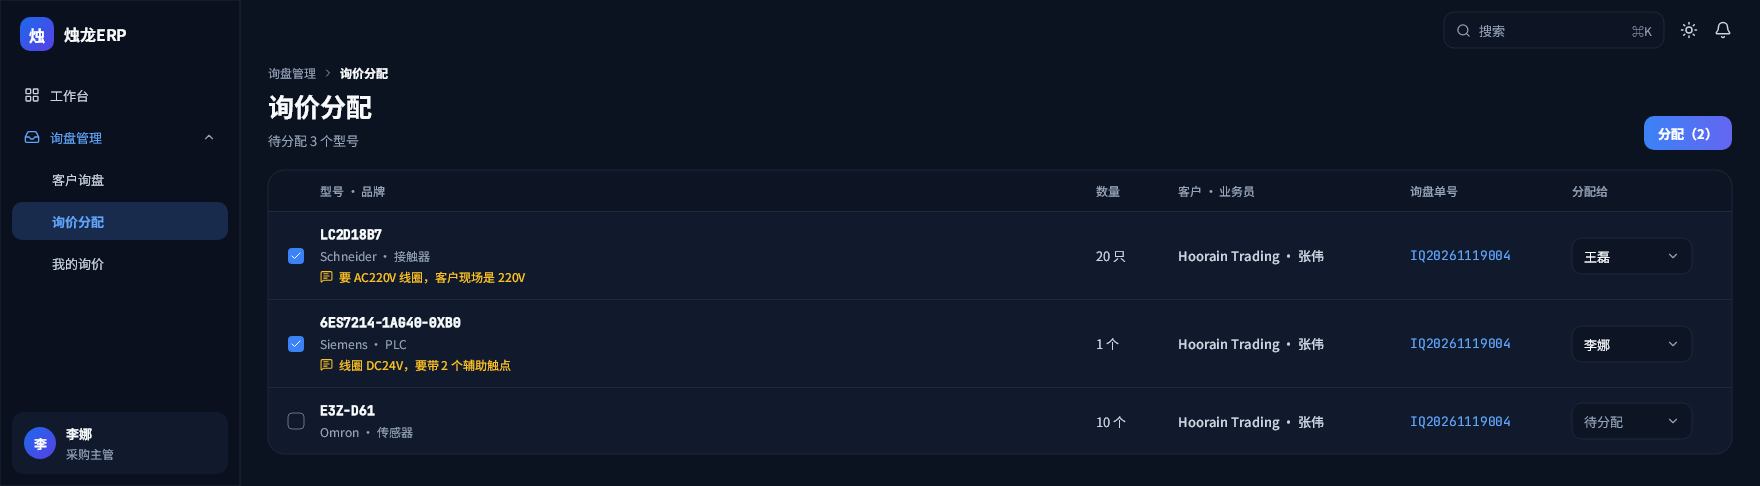 烛 烛龙ERP
搜索 ⌘K
工作台
询盘管理
客户询盘
询价分配
我的询价
李 李娜
采购主管
询盘管理 > 询价分配
询价分配
待分配 3 个型号
分配（2）
型号 • 品牌 数量 客户 • 业务员 询盘单号 分配给
LC2D18B7
Schneider • 接触器
要 AC220V 线圈，客户现场是 220V
20 只 Hoorain Trading • 张伟 IQ20261119004 王磊
6ES7214-1AG40-0XB0
Siemens • PLC
线圈 DC24V，要带 2 个辅助触点
1 个 Hoorain Trading • 张伟 IQ20261119004 李娜
E3Z-D61
Omron • 传感器
10 个 Hoorain Trading • 张伟 IQ20261119004 待分配